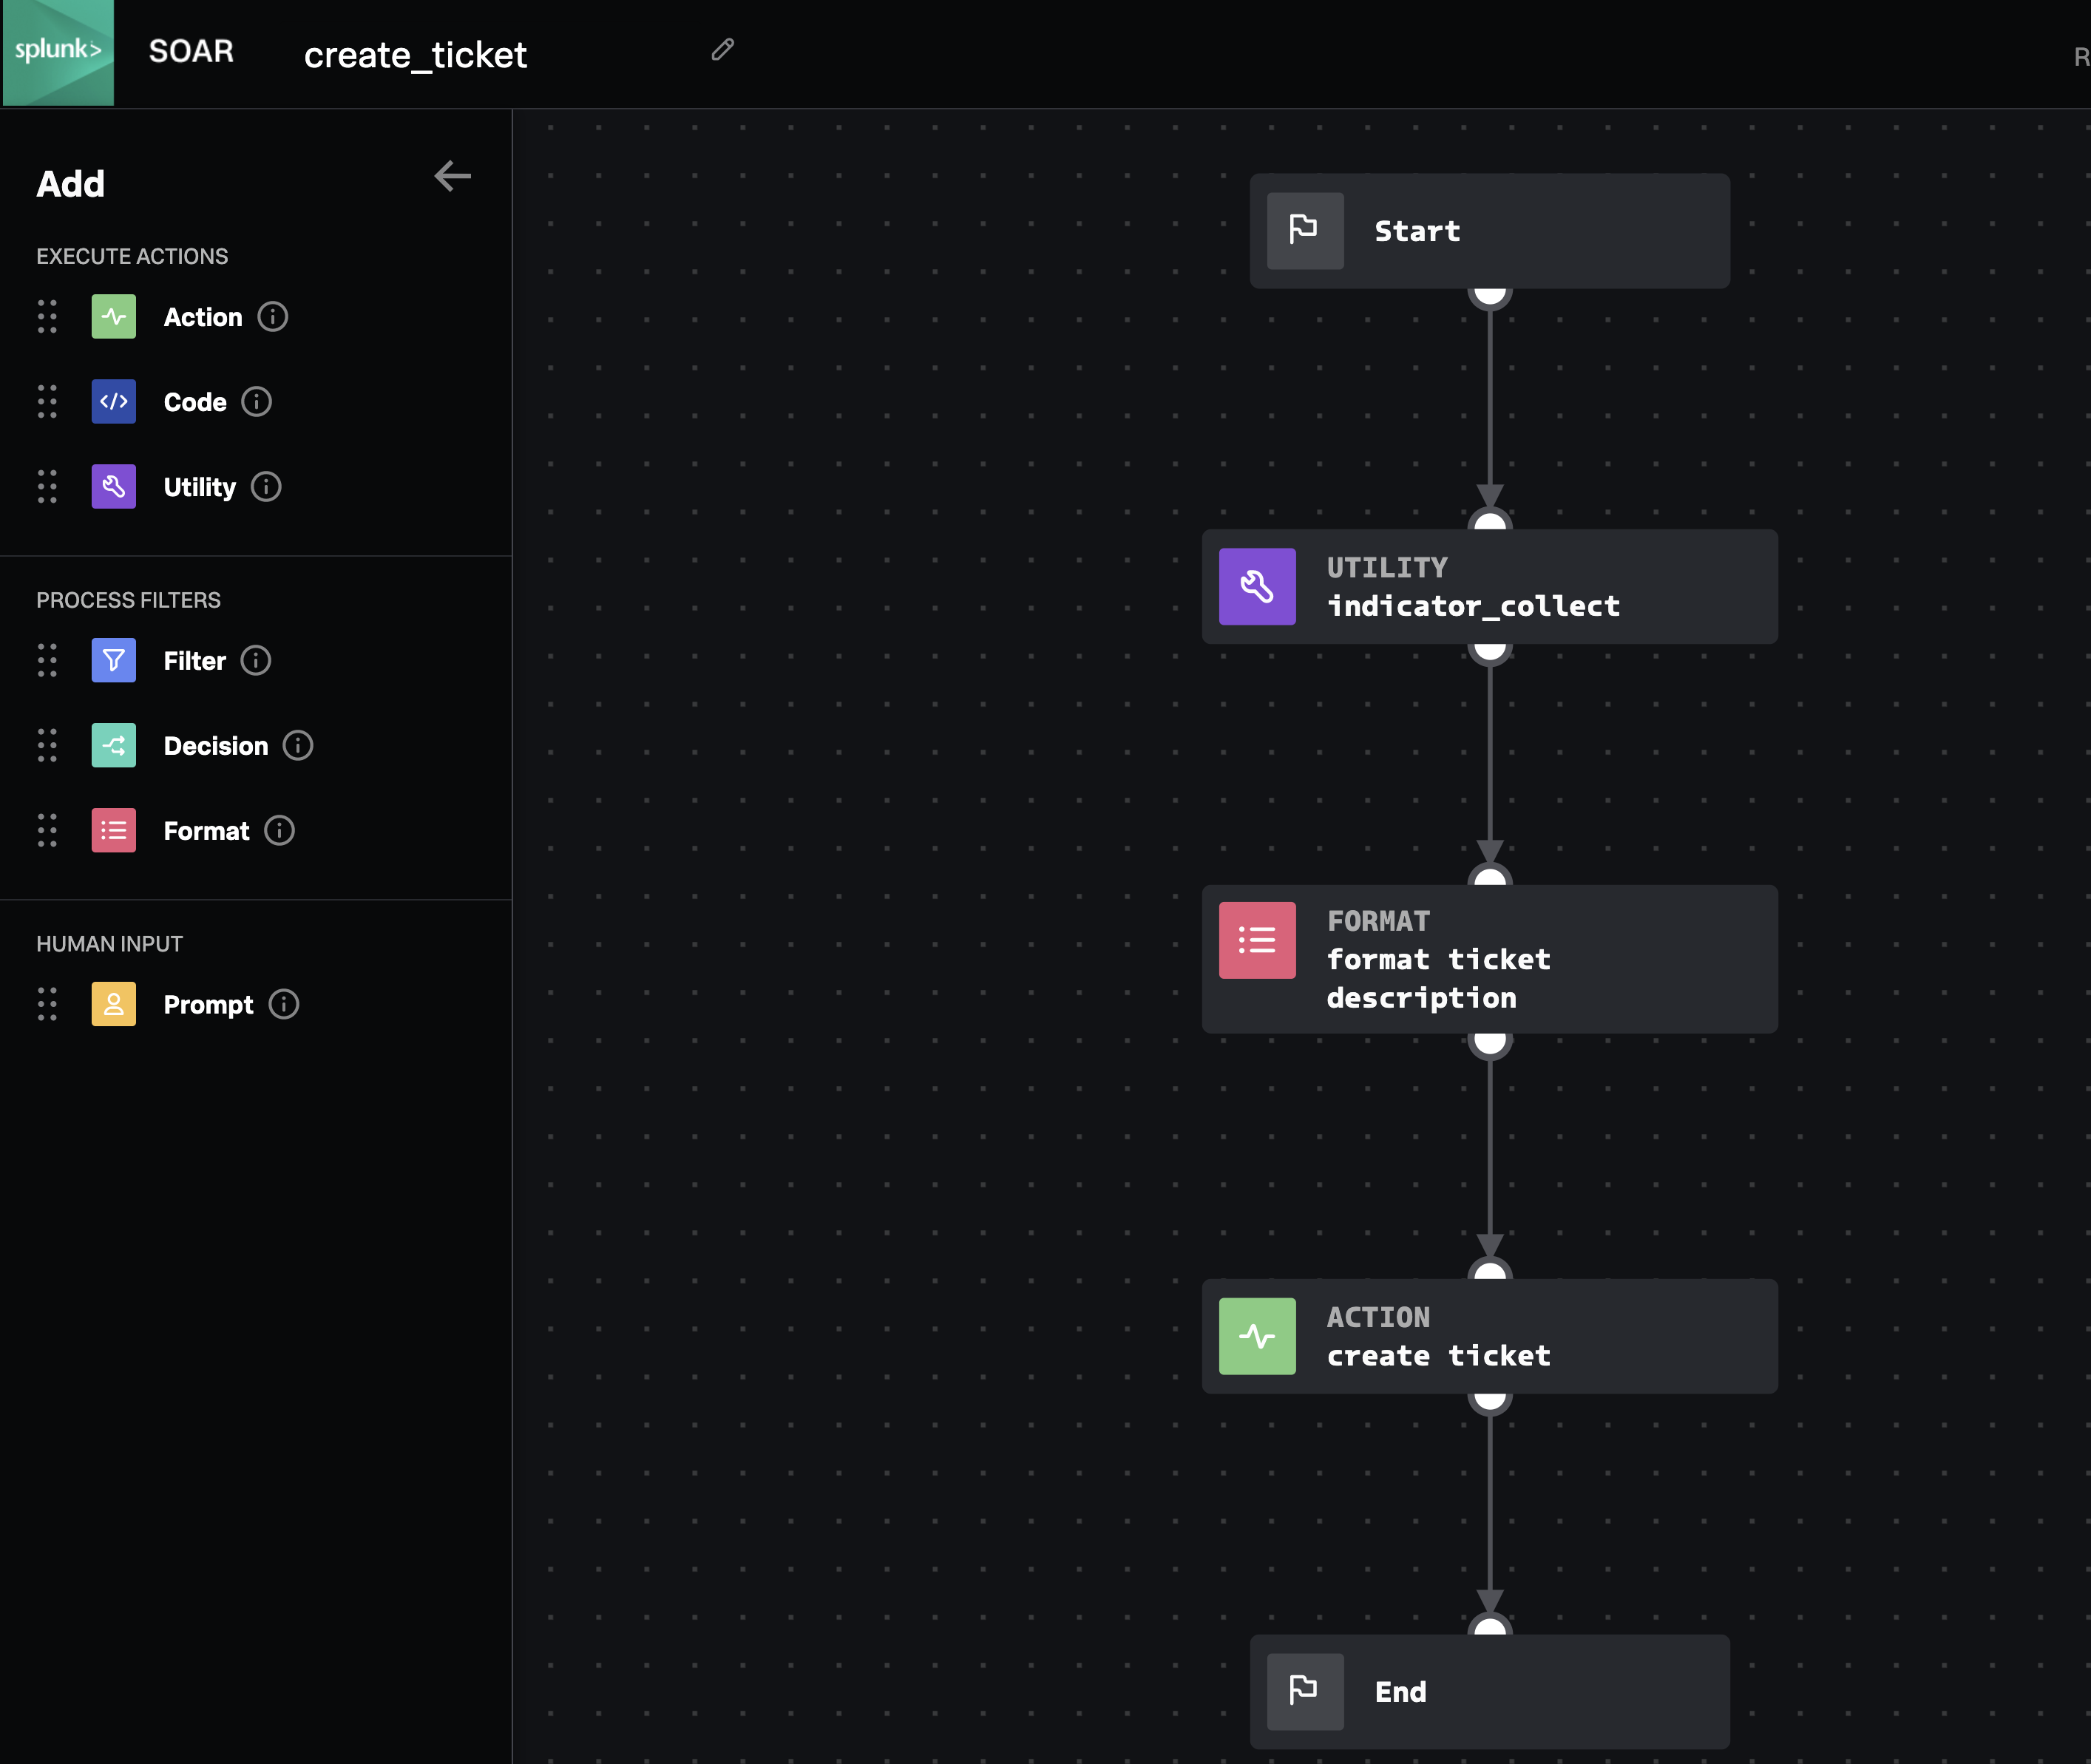 splunk>
SOAR
create_ticket
R
Add
EXECUTE ACTIONS
Action
Code
Utility
PROCESS FILTERS
Filter
Decision
Format
HUMAN INPUT
Prompt
Start
UTILITY
indicator_collect
FORMAT
format ticket
description
ACTION
create ticket
End